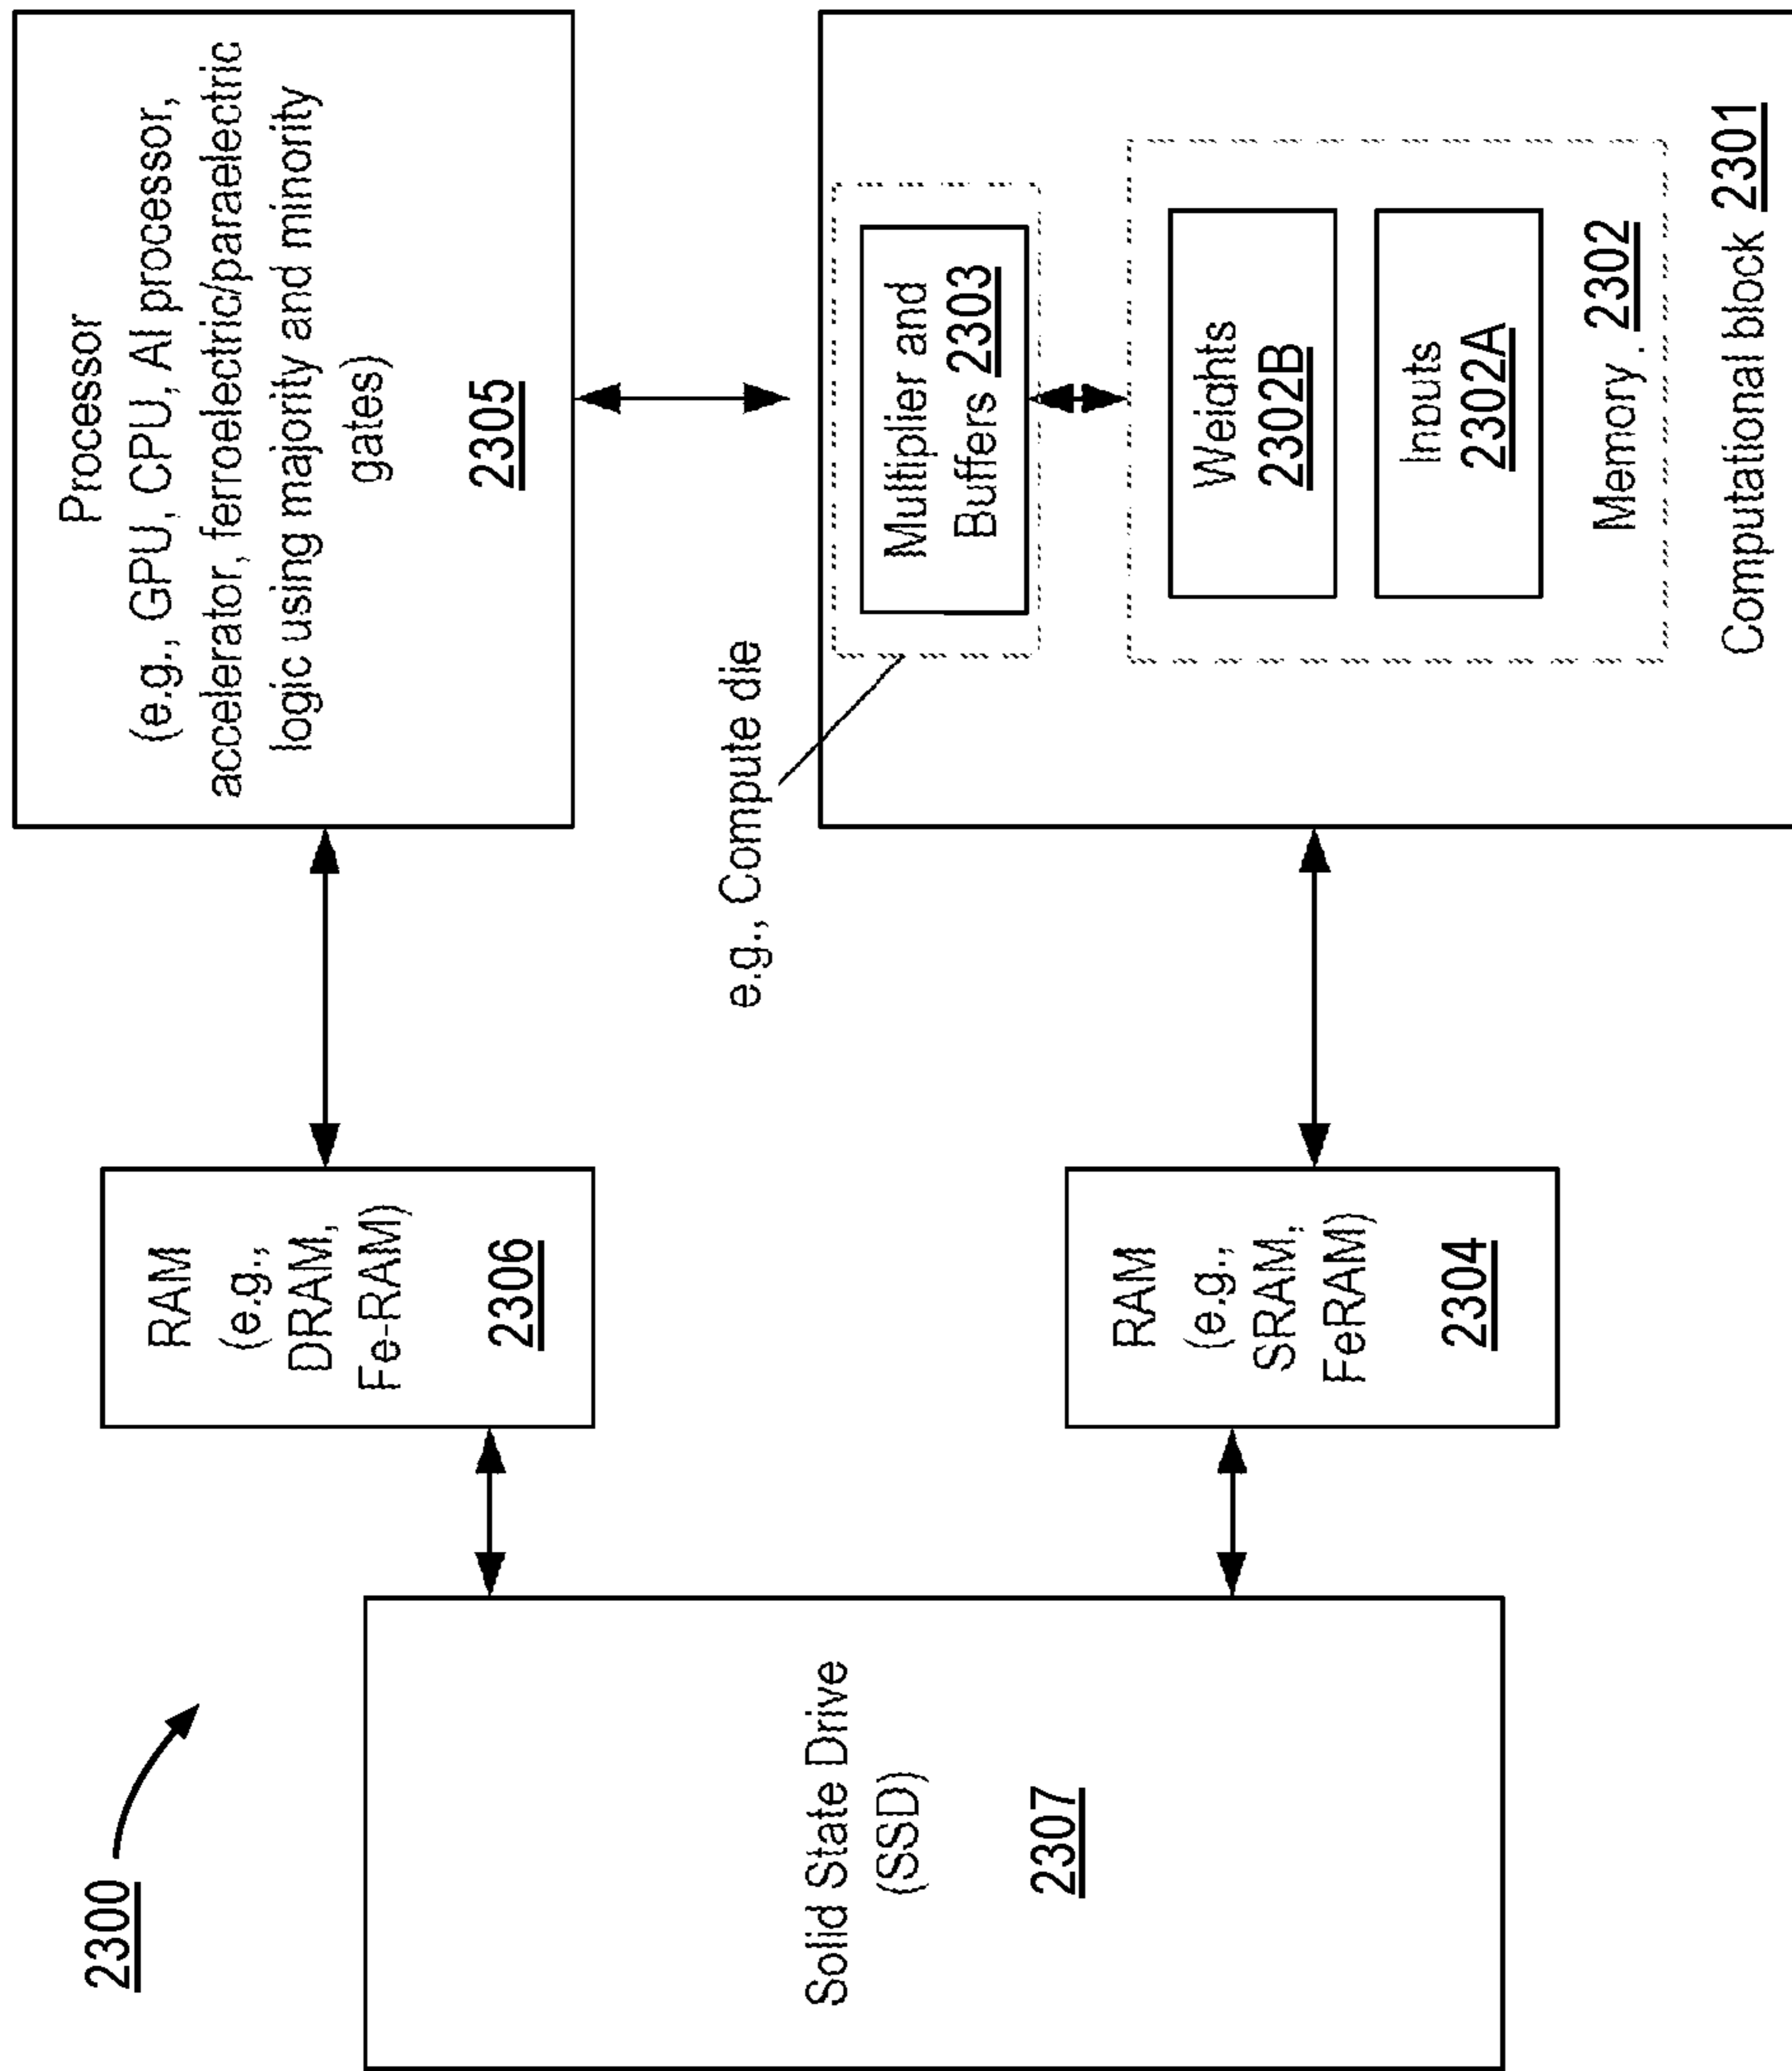 2300
Solid State Drive
(SSD)
2307
RAM
(e.g.,
DRAM,
Fe-RAM)
2306
RAM
(e.g.,
SRAM,
FeRAM)
2304
Processor
(e.g., GPU, CPU, AI processor,
accelerator, ferroelectric/paraelectric
logic using majority and minority
gates)
2305
e.g., Compute die
Multiplier and
Buffers 2303
Weights
2302B
Inputs
2302A
Memory . 2302
Computational block 2301